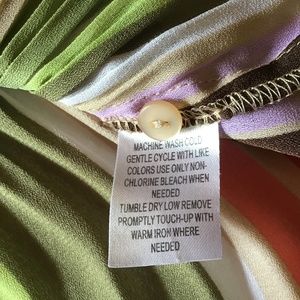 MACHINE WASH COLD
GENTLE CYCLE WITH LIKE
COLORS USE ONLY NON-
CHLORINE BLEACH WHEN
NEEDED
TUMBLE DRY LOW REMOVE
PROMPTLY TOUCH-UP WITH
WARM IRON WHERE
NEEDED